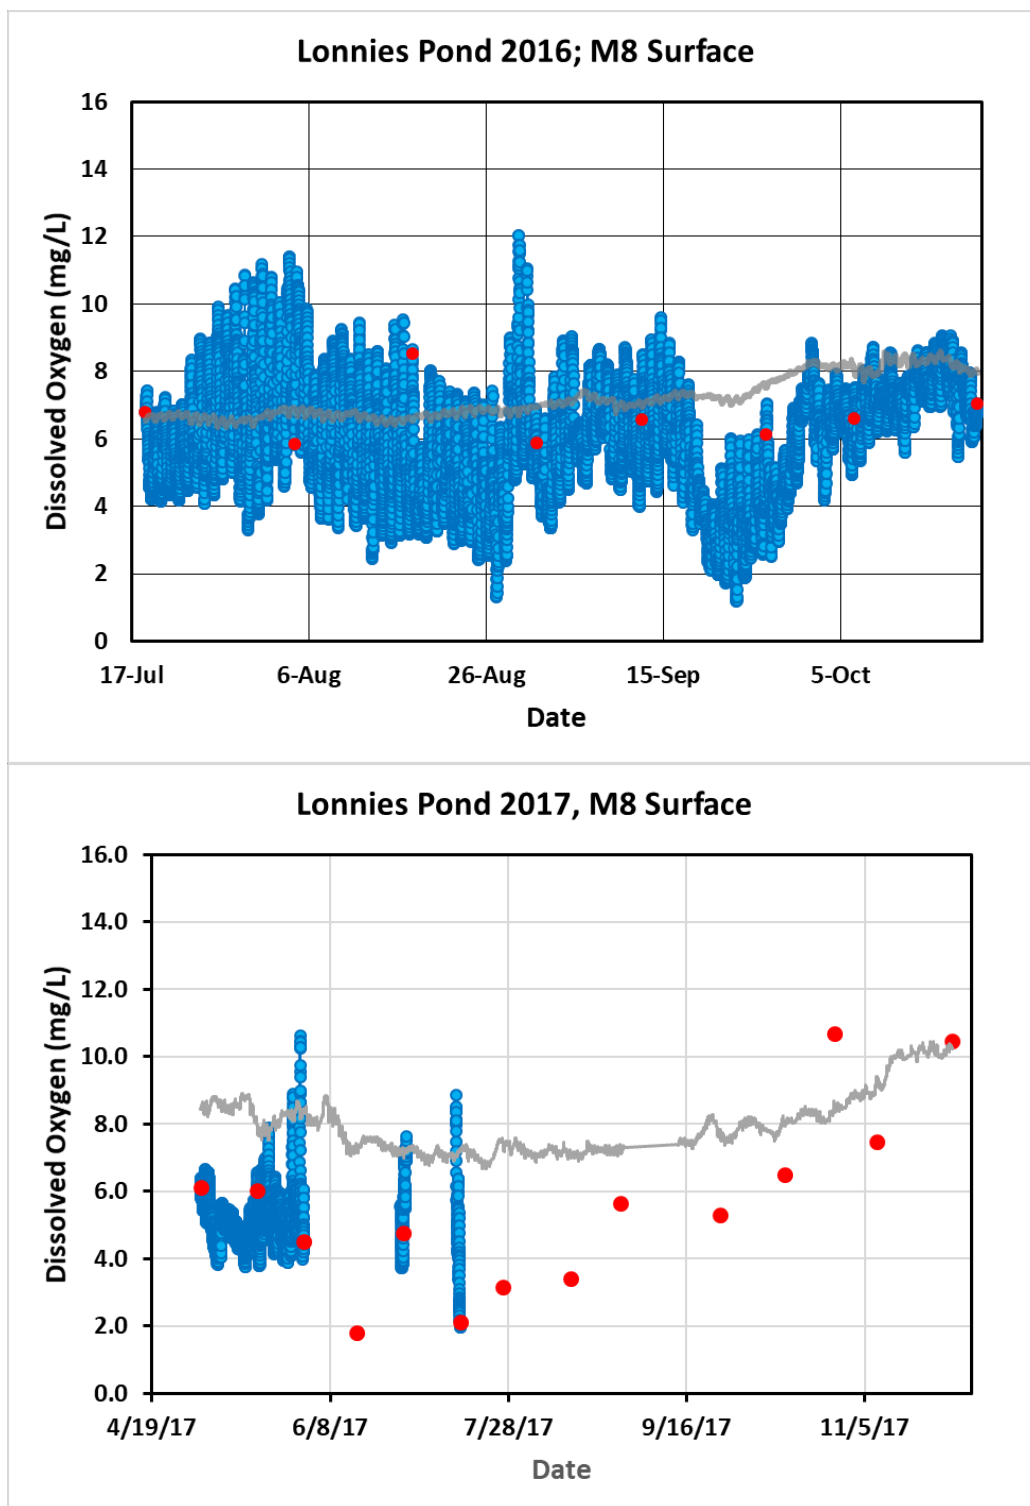 Lonnies Pond 2016; M8 Surface
16
14
12
10
8
6
4
2
0
Dissolved Oxygen (mg/L)
17-Jul 6-Aug 26-Aug 15-Sep 5-Oct
Date
Lonnies Pond 2017, M8 Surface
16.0
14.0
12.0
10.0
8.0
6.0
4.0
2.0
0.0
Dissolved Oxygen (mg/L)
4/19/17 6/8/17 7/28/17 9/16/17 11/5/17
Date